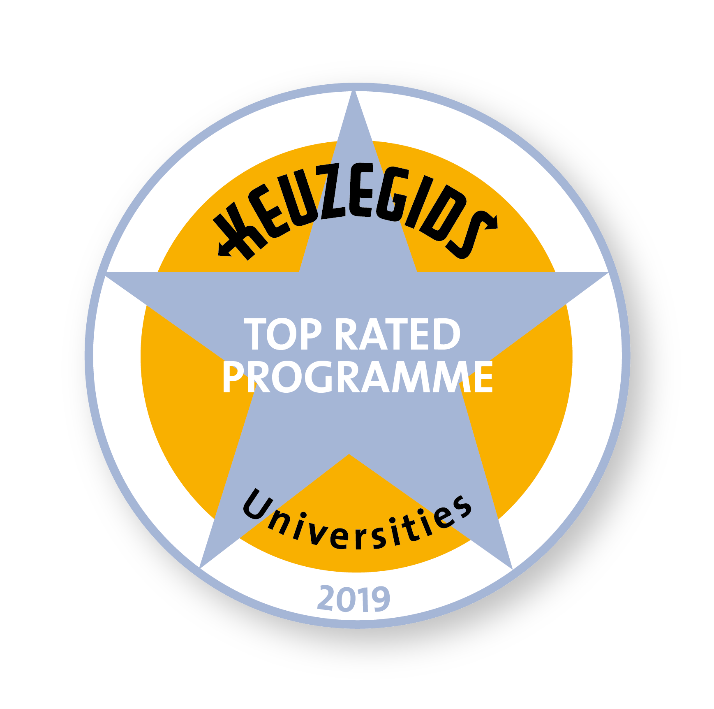 KEUZEGIDS
TOP RATED
PROGRAMME
Universities
2019